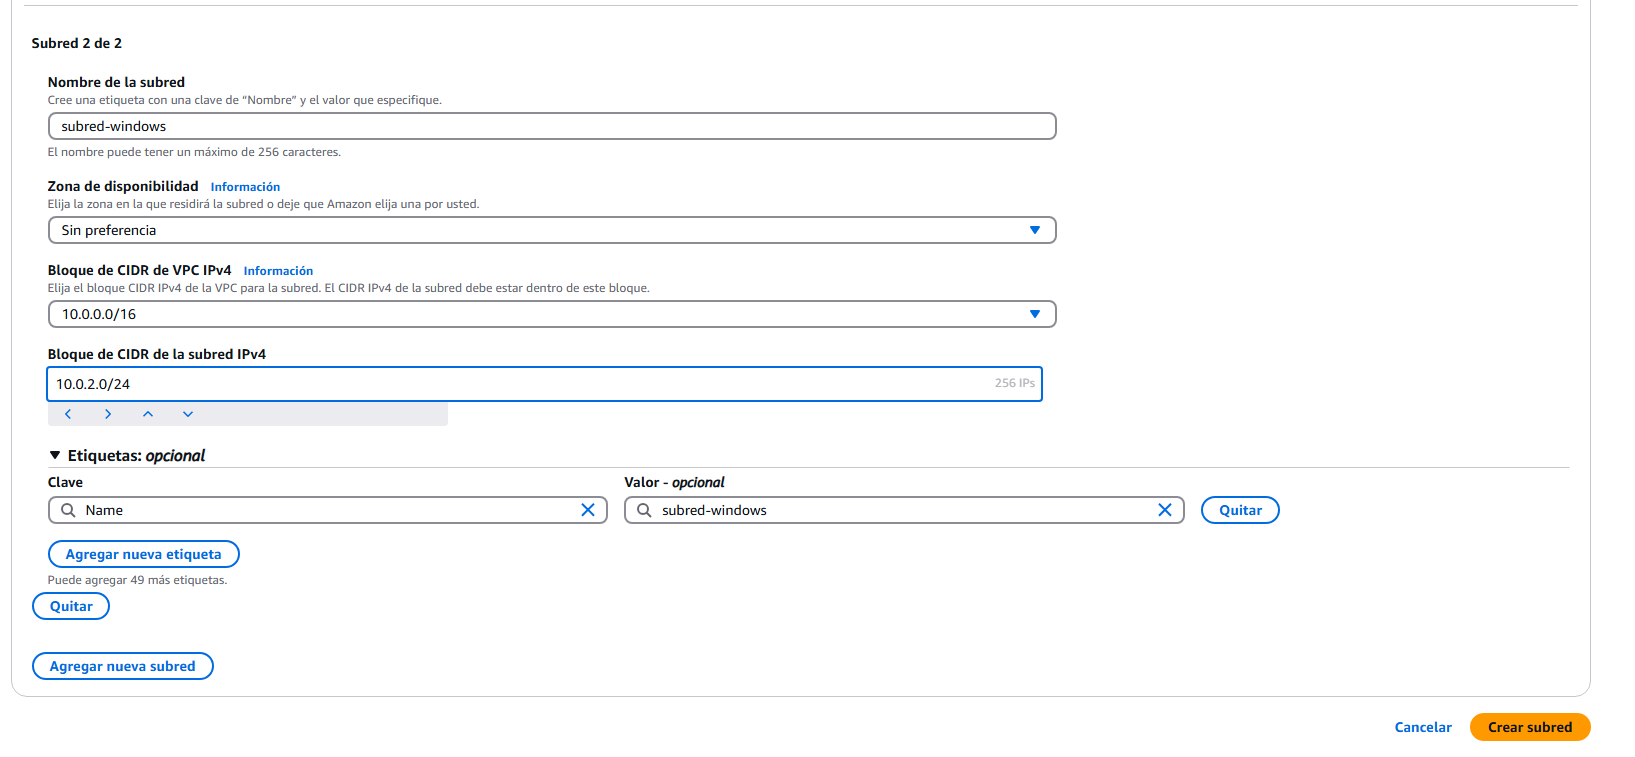 Subred 2 de 2
Nombre de la subred
Cree una etiqueta con una clave de "Nombre" y el valor que especifique.
subred-windows
El nombre puede tener un máximo de 256 caracteres.
Zona de disponibilidad Información
Elija la zona en la que residirá la subred o deje que Amazon elija una por usted.
Sin preferencia
Bloque de CIDR de VPC IPv4 Información
Elija el bloque CIDR IPv4 de la VPC para la subred. El CIDR IPv4 de la subred debe estar dentro de este bloque.
10.0.0.0/16
Bloque de CIDR de la subred IPv4
10.0.2.0/24 256 IPs
Etiquetas: opcional
Clave Valor - opcional
Name subred-windows Quitar
Agregar nueva etiqueta
Puede agregar 49 más etiquetas.
Quitar
Agregar nueva subred
Cancelar Crear subred